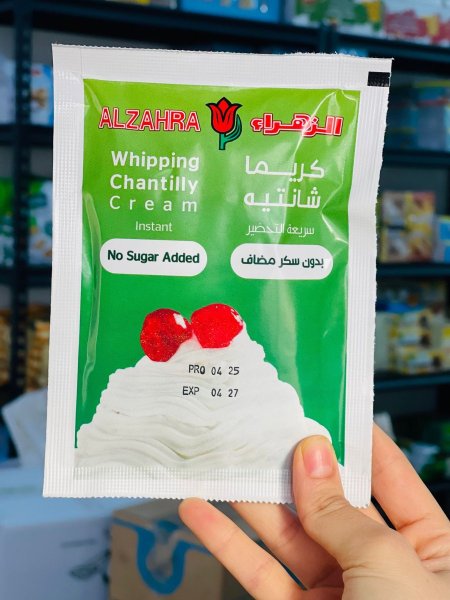 ALZAHRA الزهراء
Whipping
Chantilly
Cream
Instant
No Sugar Added
كريما
شانتيه
سريعة التحضير
بدون سكر مضاف
PRO 04 25
EXP 04 27